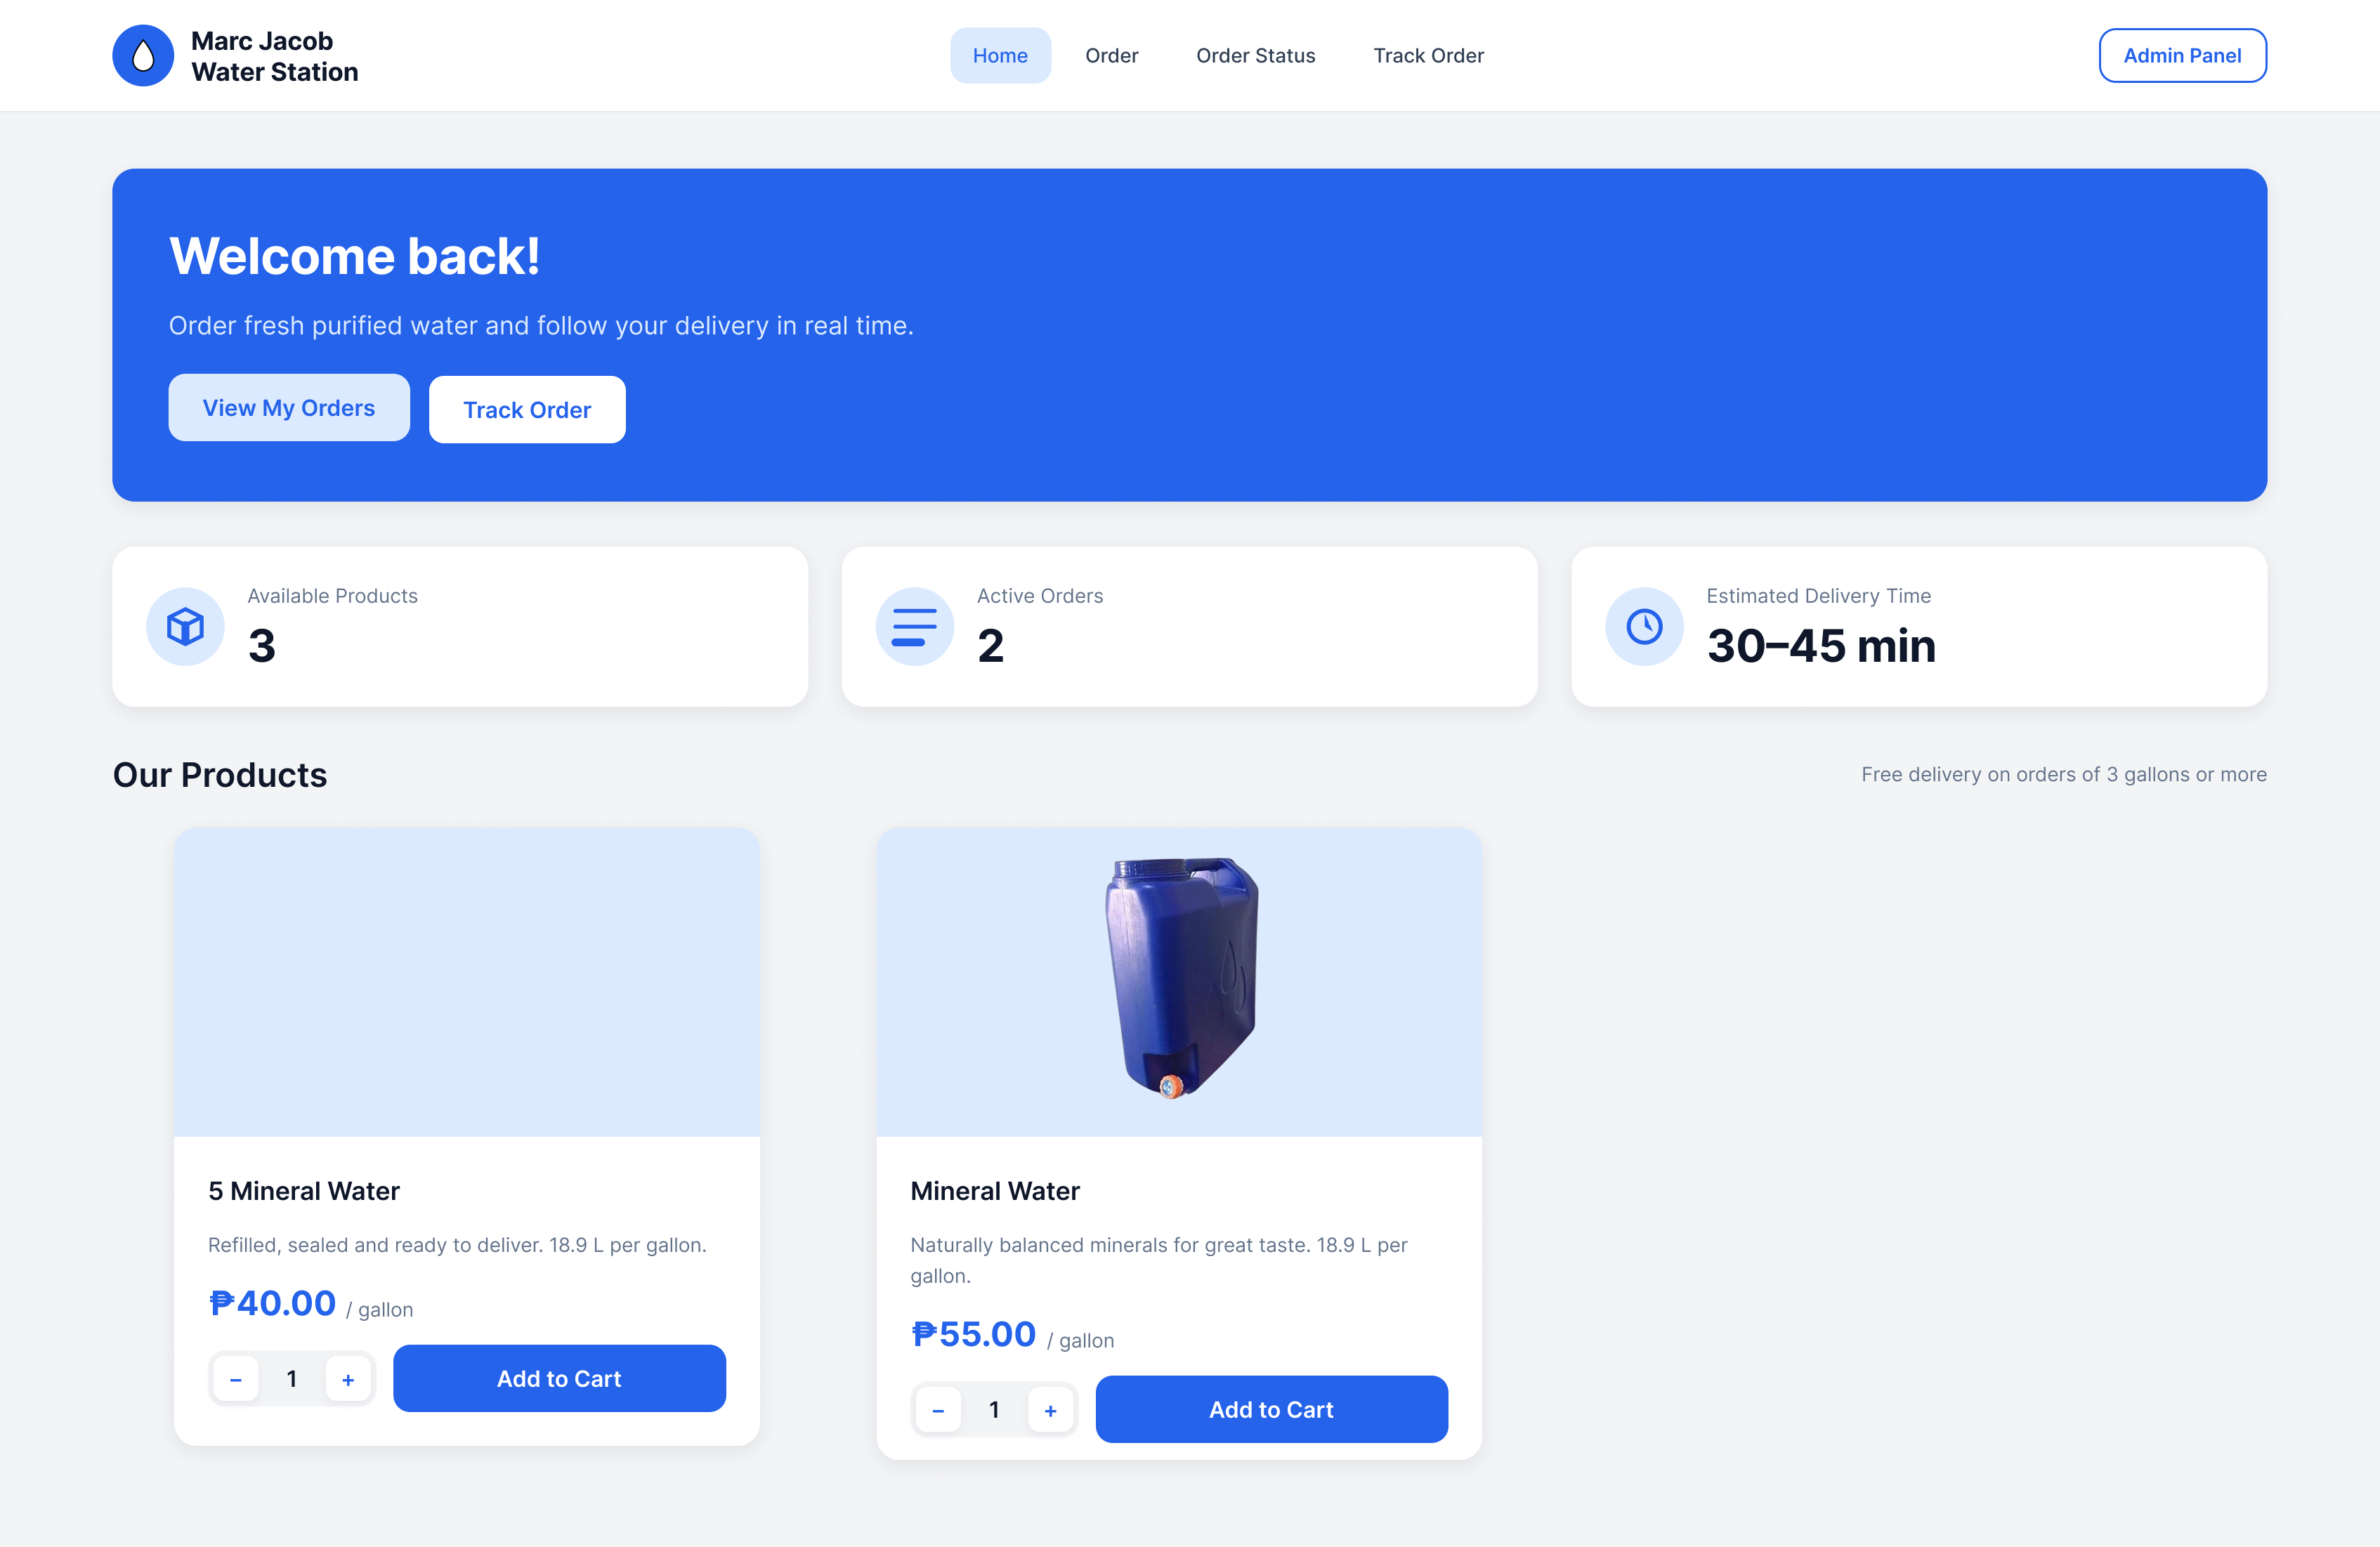 Marc Jacob
Water Station
Home
Order
Order Status
Track Order
Admin Panel
Welcome back!
Order fresh purified water and follow your delivery in real time.
View My Orders
Track Order
Available Products
3
Active Orders
2
Estimated Delivery Time
30–45 min
Our Products
Free delivery on orders of 3 gallons or more
5 Mineral Water
Refilled, sealed and ready to deliver. 18.9 L per gallon.
₱40.00 / gallon
− 1 +
Add to Cart
Mineral Water
Naturally balanced minerals for great taste. 18.9 L per
gallon.
₱55.00 / gallon
− 1 +
Add to Cart